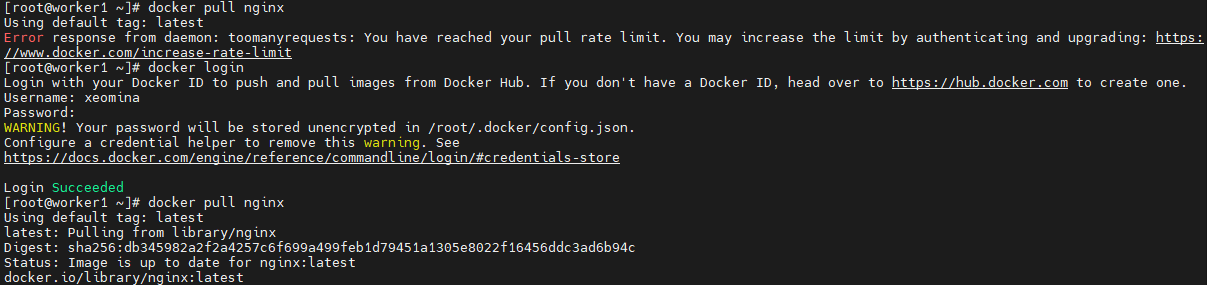 [root@worker1 ~]# docker pull nginx
Using default tag: latest
Error response from daemon: toomanyrequests: You have reached your pull rate limit. You may increase the limit by authenticating and upgrading: https:
//www.docker.com/increase-rate-limit
[root@worker1 ~]# docker login
Login with your Docker ID to push and pull images from Docker Hub. If you don't have a Docker ID, head over to https://hub.docker.com to create one.
Username: xeomina
Password:
WARNING! Your password will be stored unencrypted in /root/.docker/config.json.
Configure a credential helper to remove this warning. See
https://docs.docker.com/engine/reference/commandline/login/#credentials-store
Login Succeeded
[root@worker1 ~]# docker pull nginx
Using default tag: latest
latest: Pulling from library/nginx
Digest: sha256:db345982a2f2a4257c6f699a499feb1d79451a1305e8022f16456ddc3ad6b94c
Status: Image is up to date for nginx:latest
docker.io/library/nginx:latest